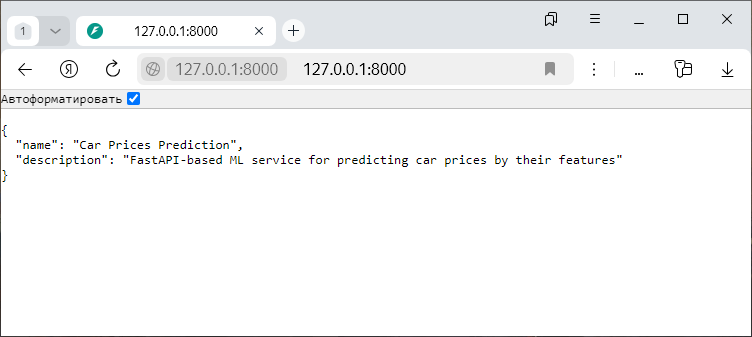 1
127.0.0.1:8000
Я
127.0.0.1:8000 127.0.0.1:8000
Автоформатировать
{
"name": "Car Prices Prediction",
"description": "FastAPI-based ML service for predicting car prices by their features"
}